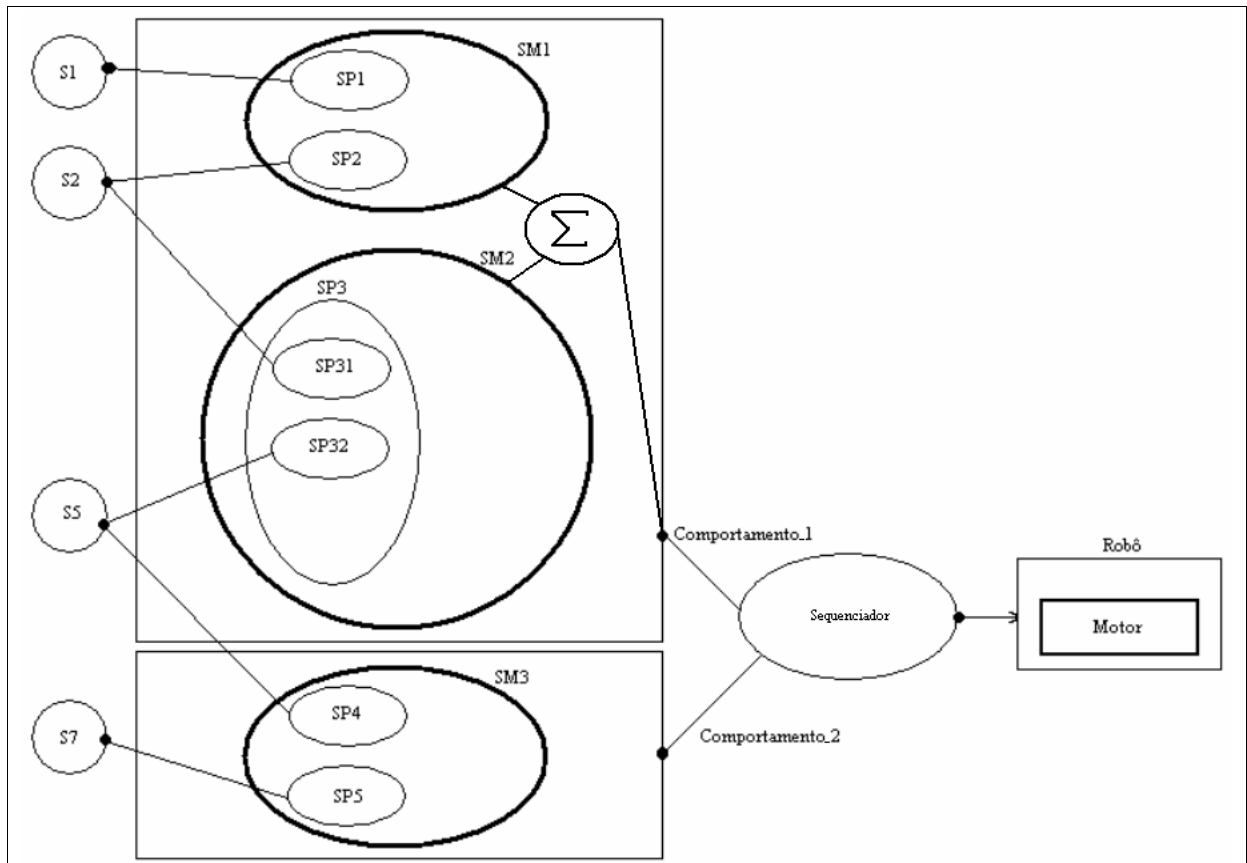 SM1
S1
SP1
S2
SP2
Σ
SM2
SP3
SP31
SP32
S5
Comportamento_1
Robô
Sequenciador
Motor
SM3
SP4
S7
Comportamento_2
SP5